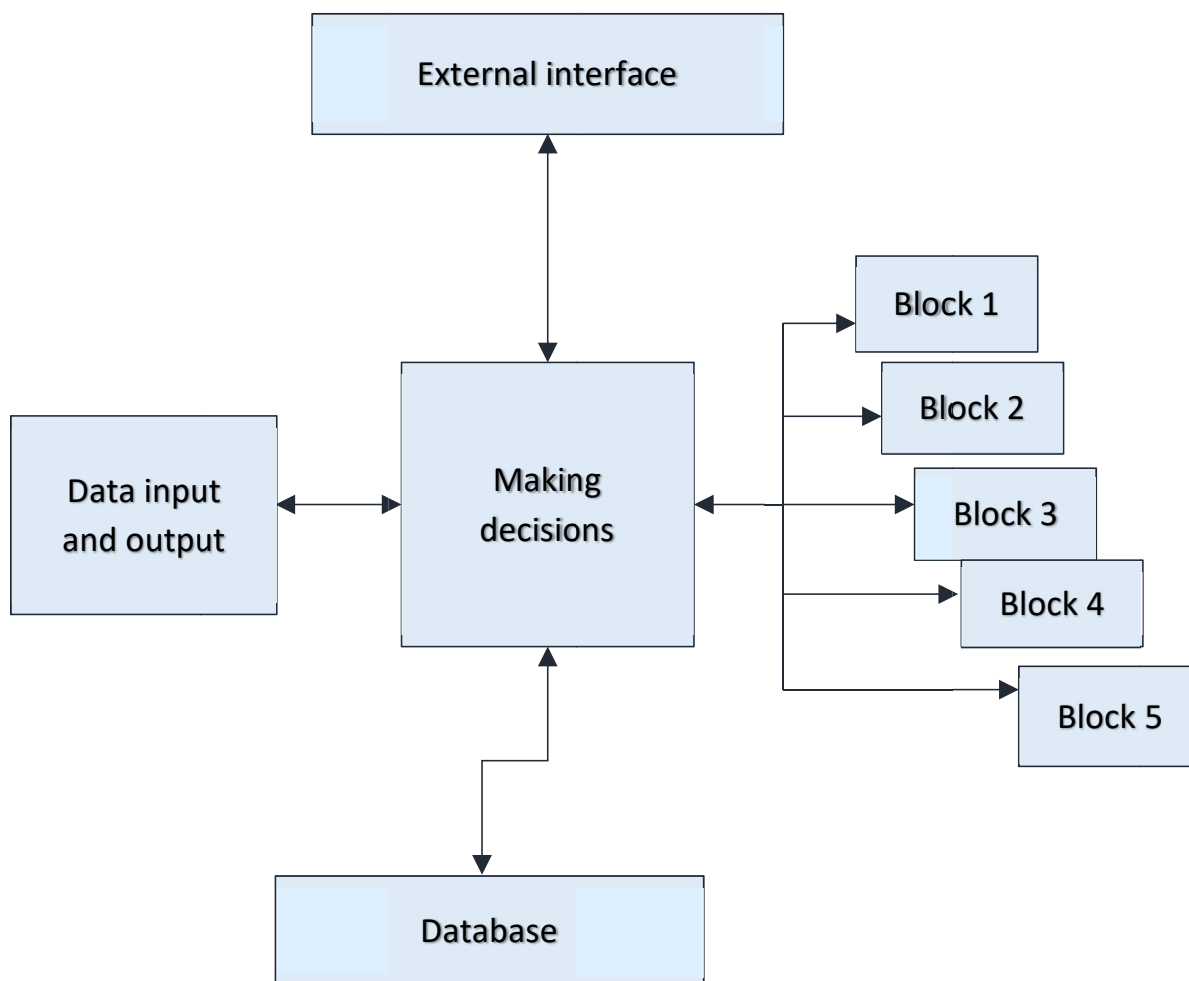 External interface
Block 1
Block 2
Data input
and output
Making
decisions
Block 3
Block 4
Block 5
Database